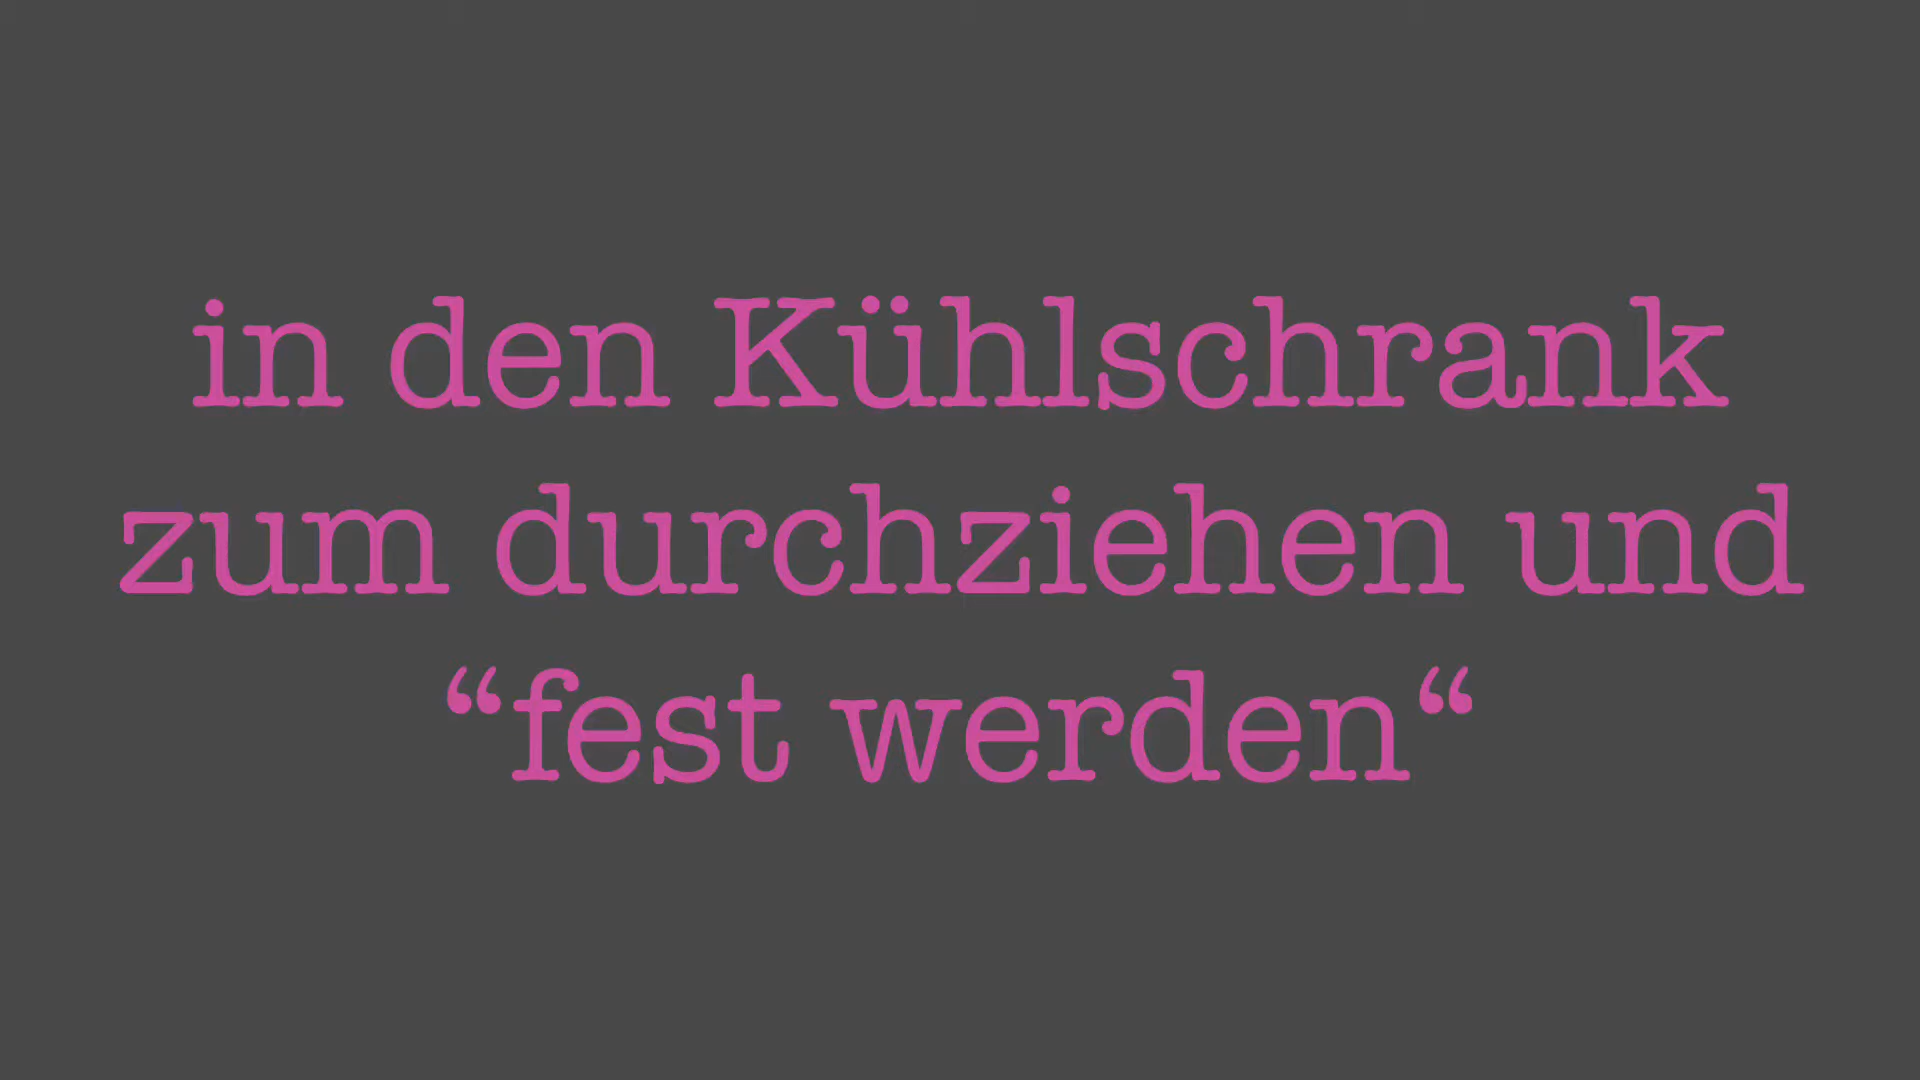 in den Kühlschrank
zum durchziehen und
“fest werden“